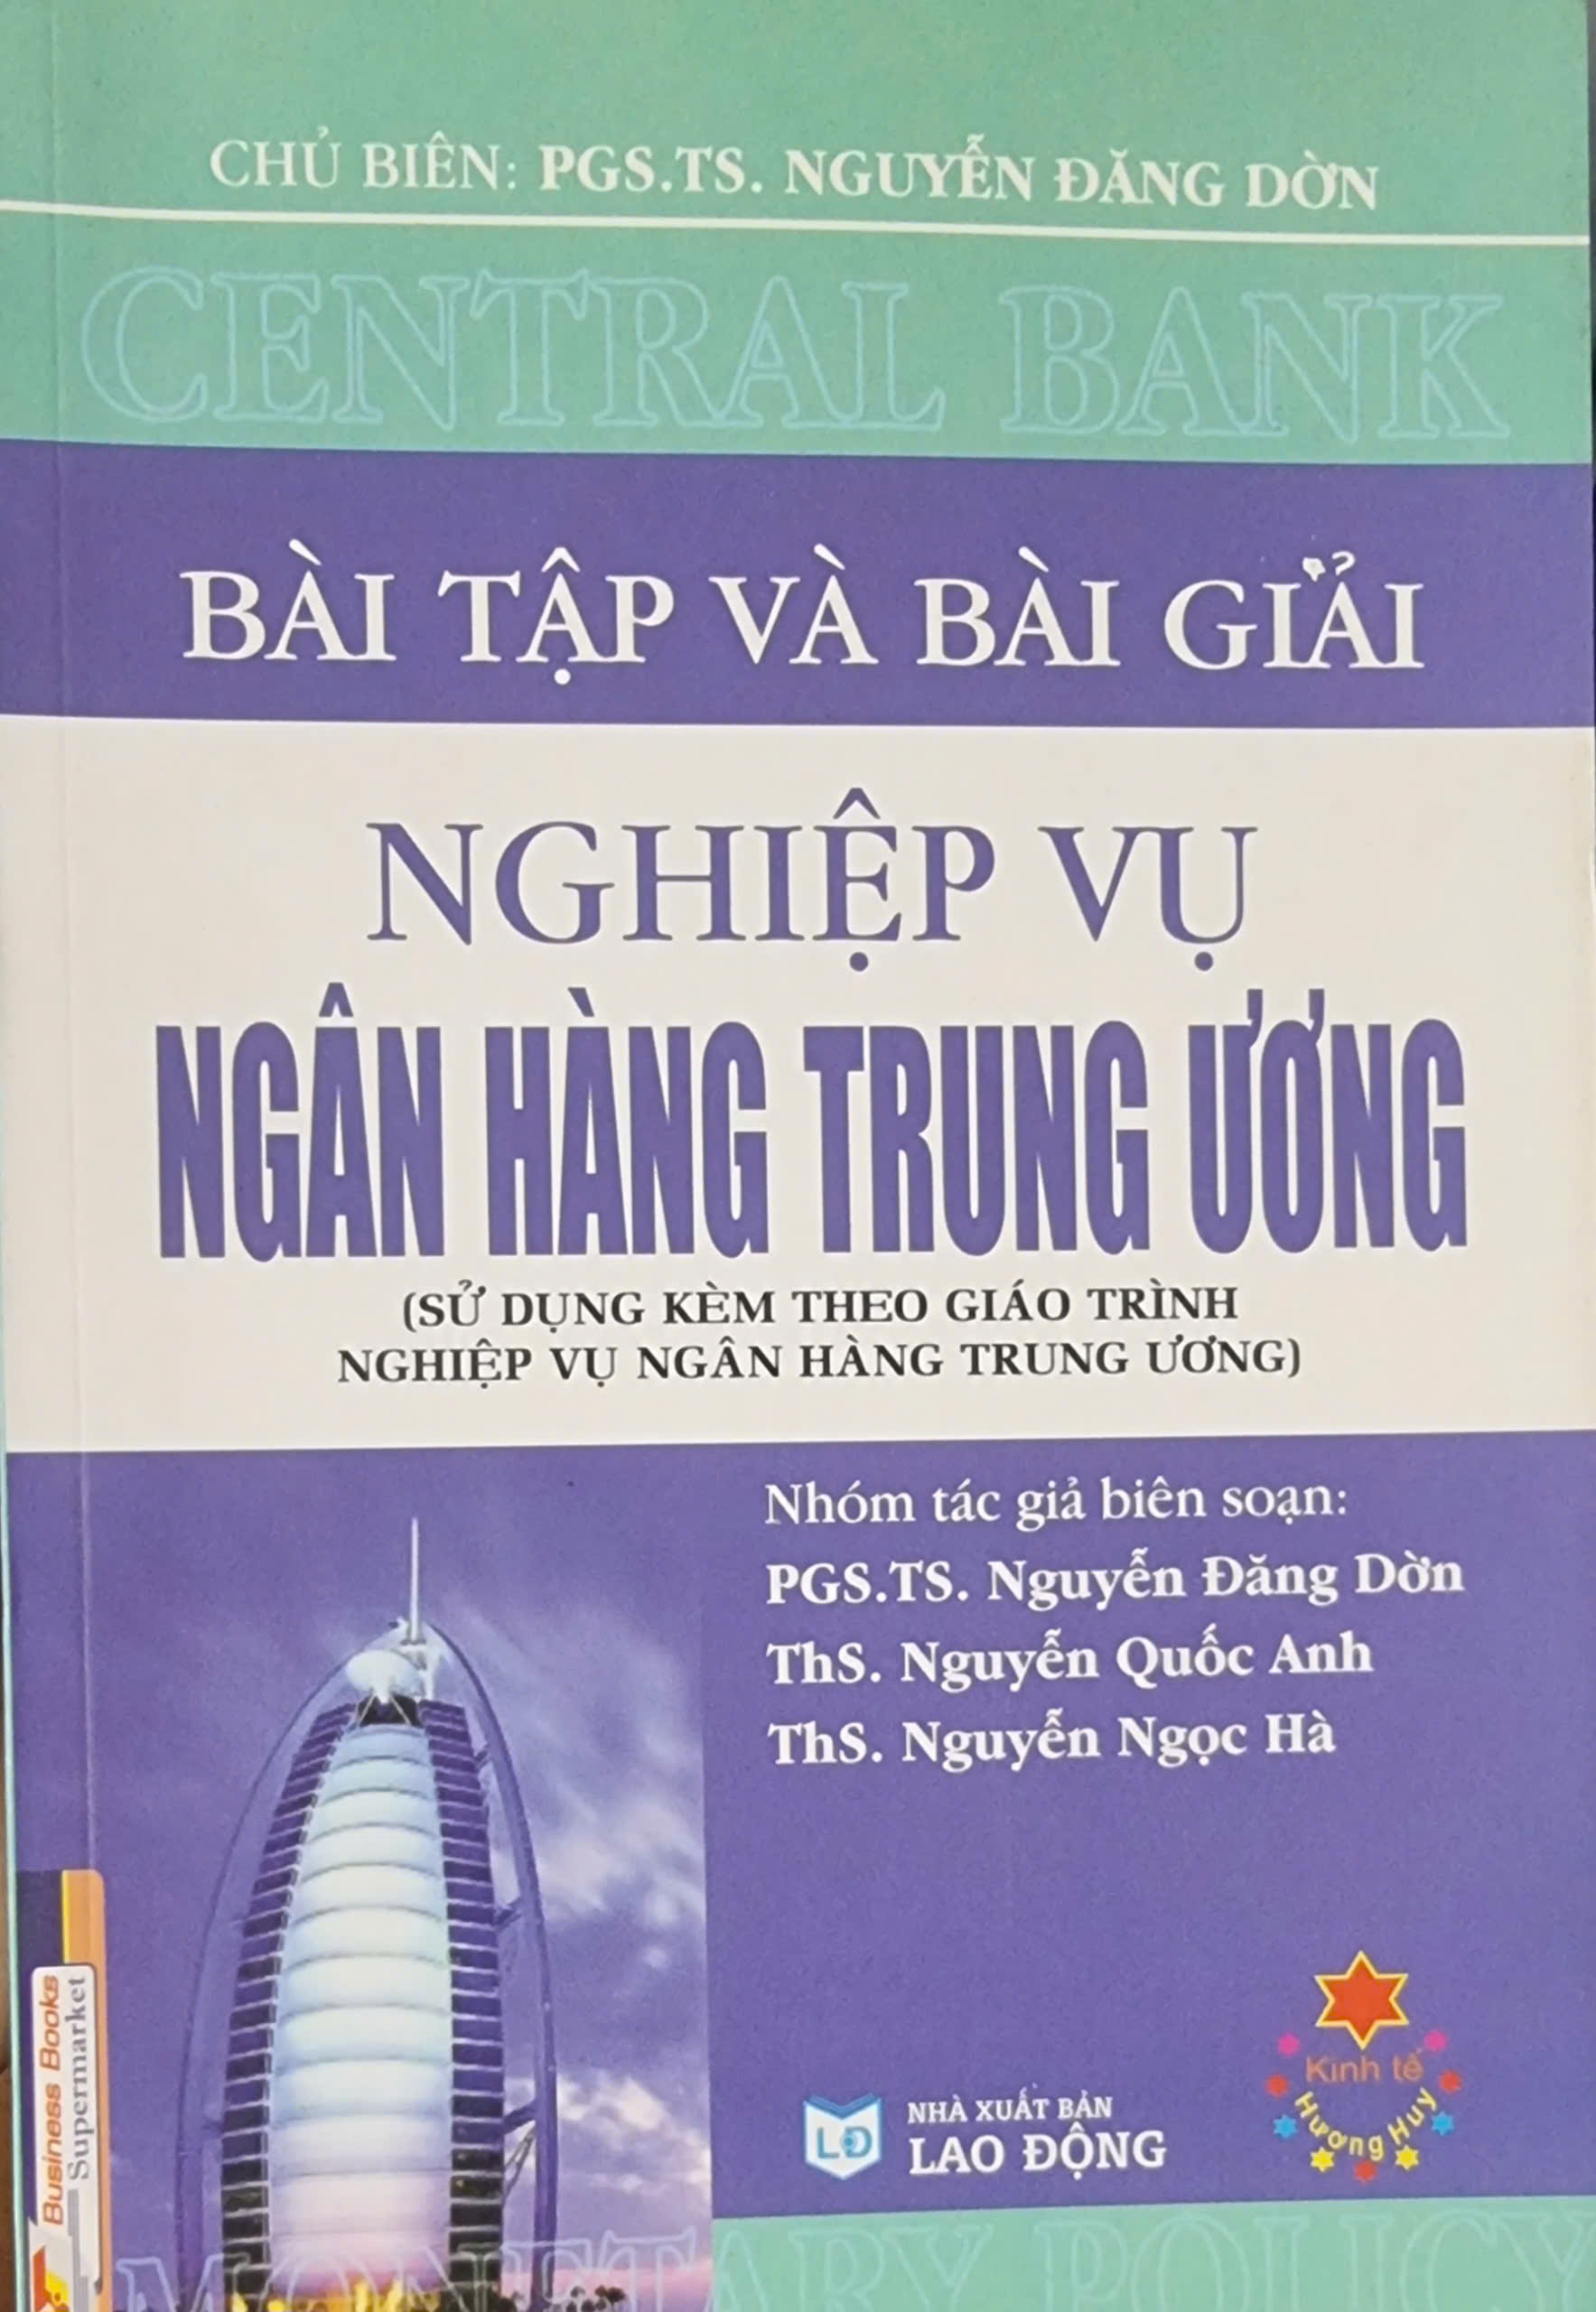 CHỦ BIÊN: PGS.TS. NGUYỄN ĐĂNG DỜN
CENTRAL BANK
BÀI TẬP VÀ BÀI GIẢI
NGHIỆP VỤ
NGÂN HÀNG TRUNG ƯƠNG
(SỬ DỤNG KÈM THEO GIÁO TRÌNH
NGHIỆP VỤ NGÂN HÀNG TRUNG ƯƠNG)
Nhóm tác giả biên soạn:
PGS.TS. Nguyễn Đăng Dờn
ThS. Nguyễn Quốc Anh
ThS. Nguyễn Ngọc Hà
Business Books
Supermarket
LĐ
NHÀ XUẤT BẢN
LAO ĐỘNG
Kinh tế
Hương Huy
MONETARY POLICY